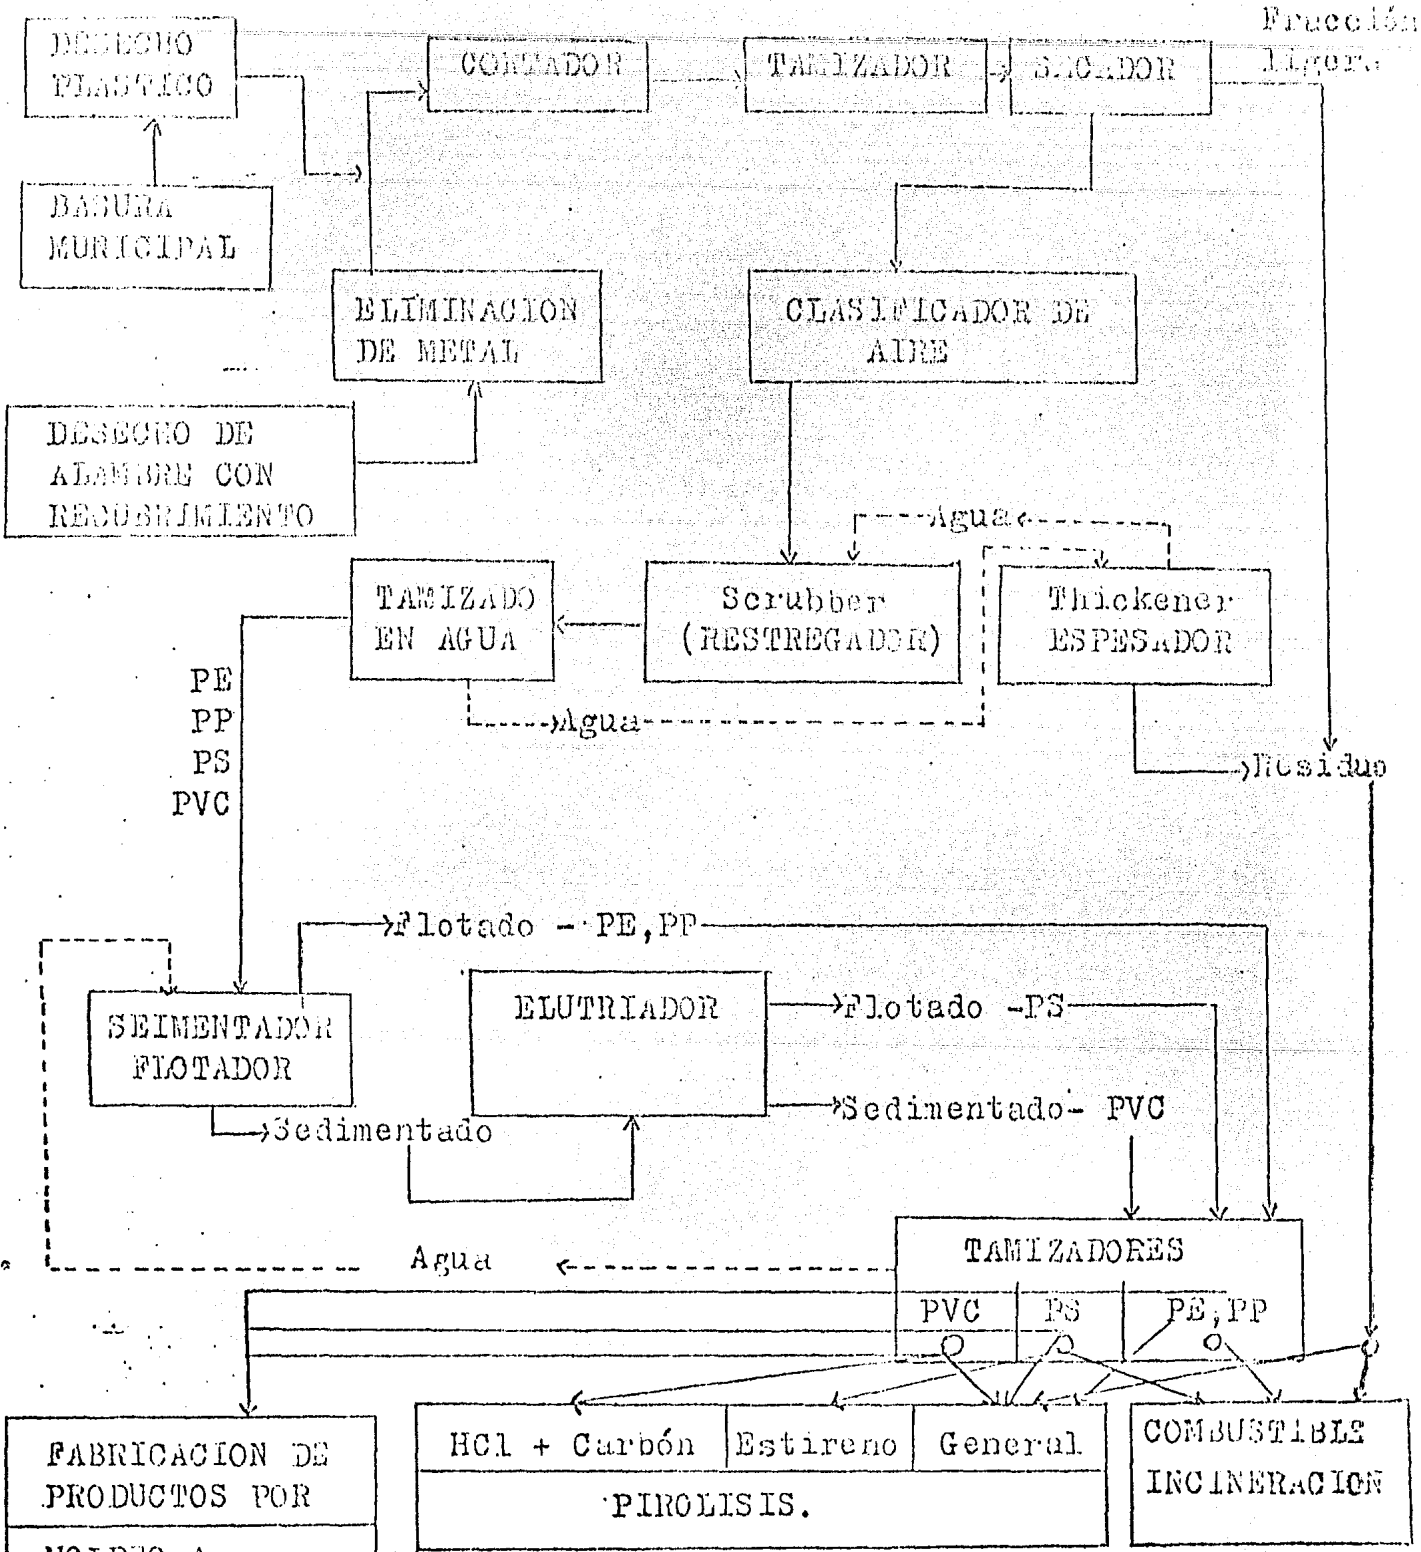 Fracción
ligera
DESECHO
PLASTICO
CORTADOR
TAMIZADOR
SECADOR
BASURA
MUNICIPAL
ELIMINACION
DE METAL
CLASIFICADOR DE
AIRE
DESECHO DE
ALAMBRE CON
RECUBRIMIENTO
Agua
TAMIZADO
EN AGUA
Scrubber
(RESTREGADOR)
Thickener
ESPESADOR
PE
PP
PS
PVC
Agua
Residuo
Flotado - PE,PP
SEIMENTADOR
FLOTADOR
ELUTRIADOR
Flotado -PS
Sedimentado- PVC
Sedimentado
Agua
TAMIZADORES
PVC
PS
PE,PP
FABRICACION DE
PRODUCTOS POR
HCl + Carbón
Estireno
General
PIROLISIS.
COMBUSTIBLE
INCINERACION